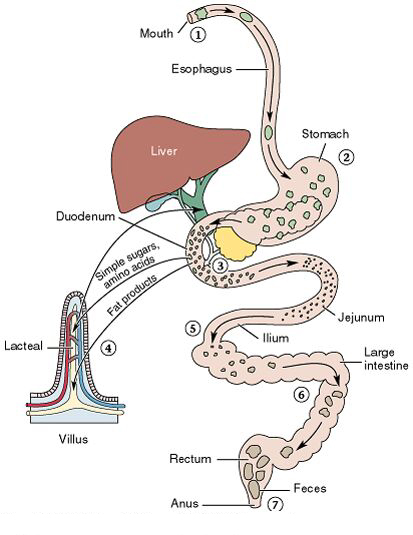 Mouth
1
Esophagus
Stomach
2
Liver
Duodenum
Simple sugars,
amino acids
Fat products
3
Jejunum
Ilium
5
Lacteal
4
Large
intestine
6
Villus
Rectum
Feces
Anus
7